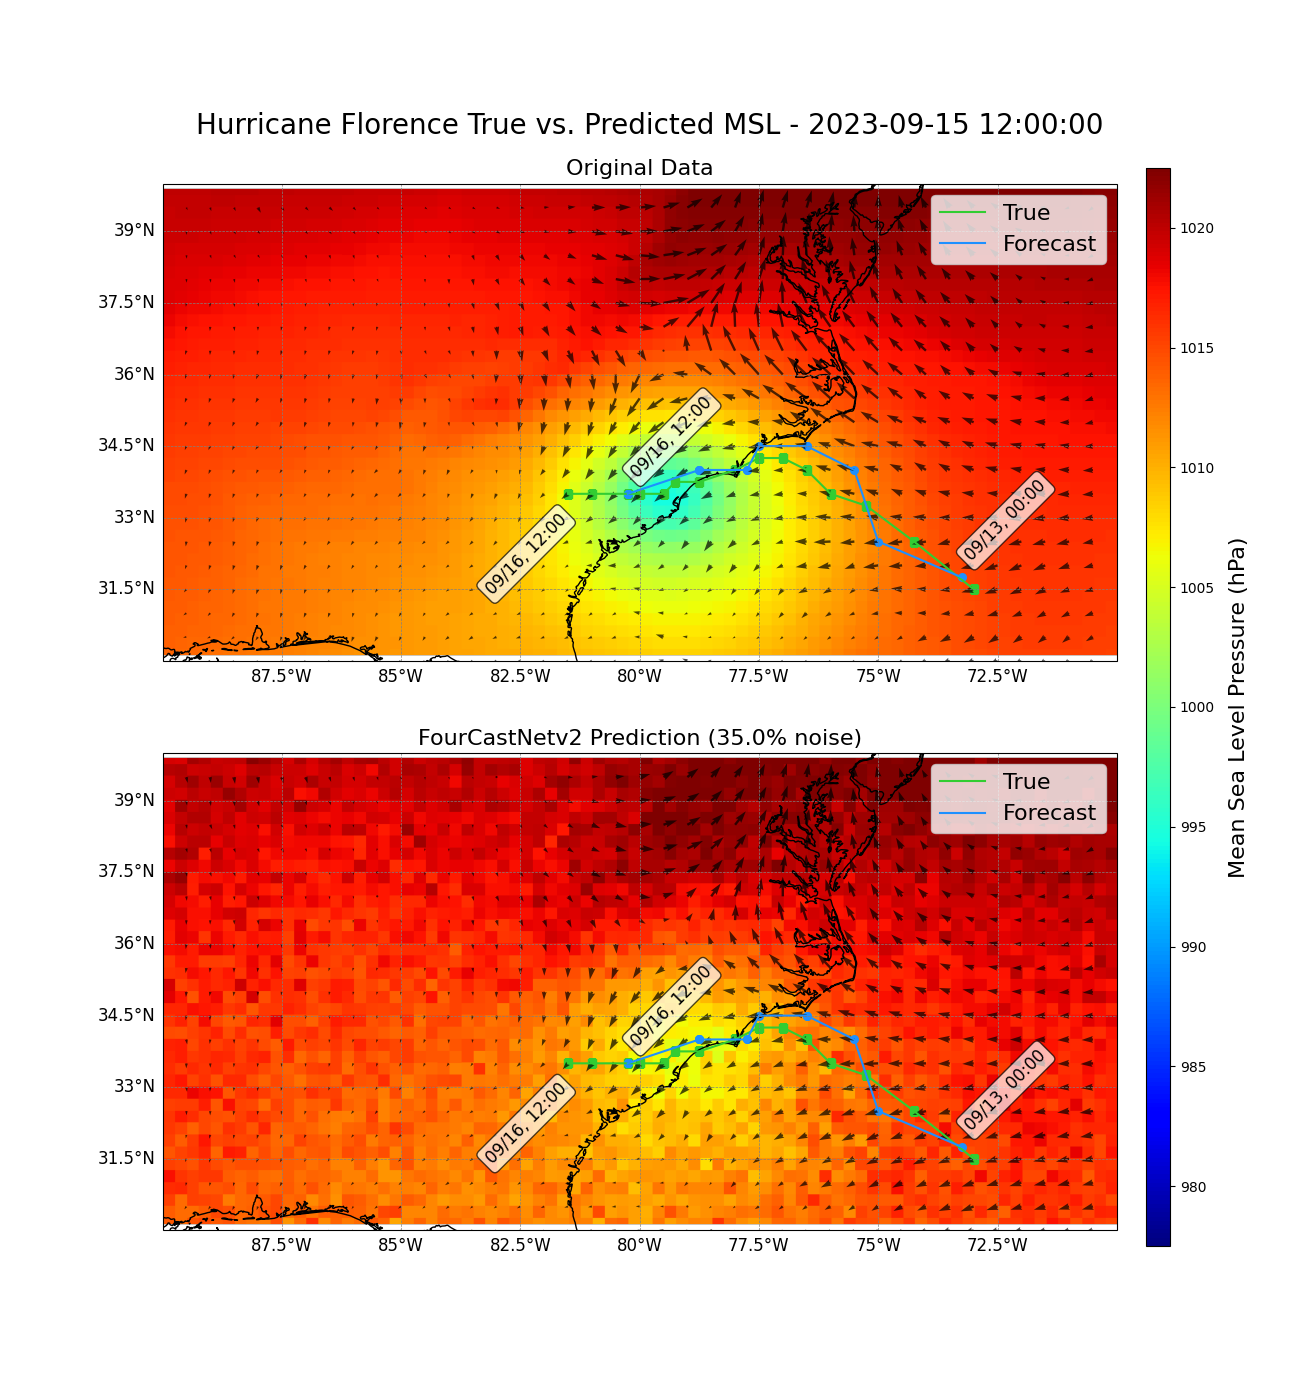 Hurricane Florence True vs. Predicted MSL - 2023-09-15 12:00:00
Original Data
True
Forecast
39°N
37.5°N
36°N
34.5°N
33°N
31.5°N
09/16, 12:00
09/16, 12:00
09/13, 00:00
87.5°W
85°W
82.5°W
80°W
77.5°W
75°W
72.5°W
FourCastNetv2 Prediction (35.0% noise)
True
Forecast
39°N
37.5°N
36°N
34.5°N
33°N
31.5°N
09/16, 12:00
09/16, 12:00
09/13, 00:00
87.5°W
85°W
82.5°W
80°W
77.5°W
75°W
72.5°W
1020
1015
1010
1005
1000
995
990
985
980
Mean Sea Level Pressure (hPa)